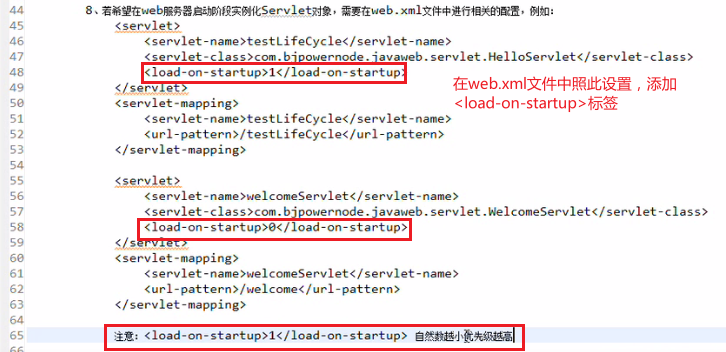 44 8、若希望在web服务器启动阶段实例化Servlet对象，需要在web.xml文件中进行相关的配置，例如：
45 <servlet>
46 <servlet-name>testLifeCycle</servlet-name>
47 <servlet-class>com.bjpowernode.javaweb.servlet.HelloServlet</servlet-class>
48 <load-on-startup>1</load-on-startup>
49 </servlet>
在web.xml文件中照此设置，添加
<load-on-startup>标签
50 <servlet-mapping>
51 <servlet-name>testLifeCycle</servlet-name>
52 <url-pattern>/testLifeCycle</url-pattern>
53 </servlet-mapping>
54
55 <servlet>
56 <servlet-name>welcomeServlet</servlet-name>
57 <servlet-class>com.bjpowernode.javaweb.servlet.WelcomeServlet</servlet-class>
58 <load-on-startup>0</load-on-startup>
59 </servlet>
60 <servlet-mapping>
61 <servlet-name>welcomeServlet</servlet-name>
62 <url-pattern>/welcome</url-pattern>
63 </servlet-mapping>
64
65 注意：<load-on-startup>1</load-on-startup> 自然数越小优先级越高
66